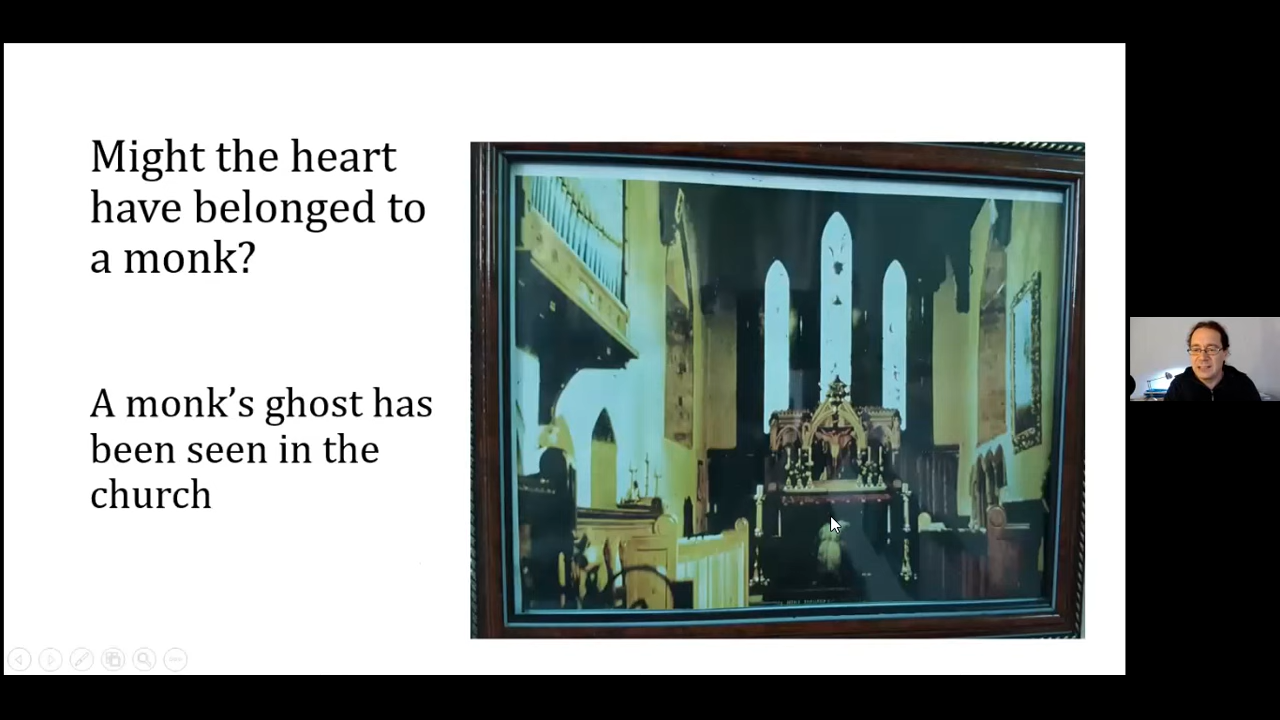 Might the heart
have belonged to
a monk?
A monk’s ghost has
been seen in the
church